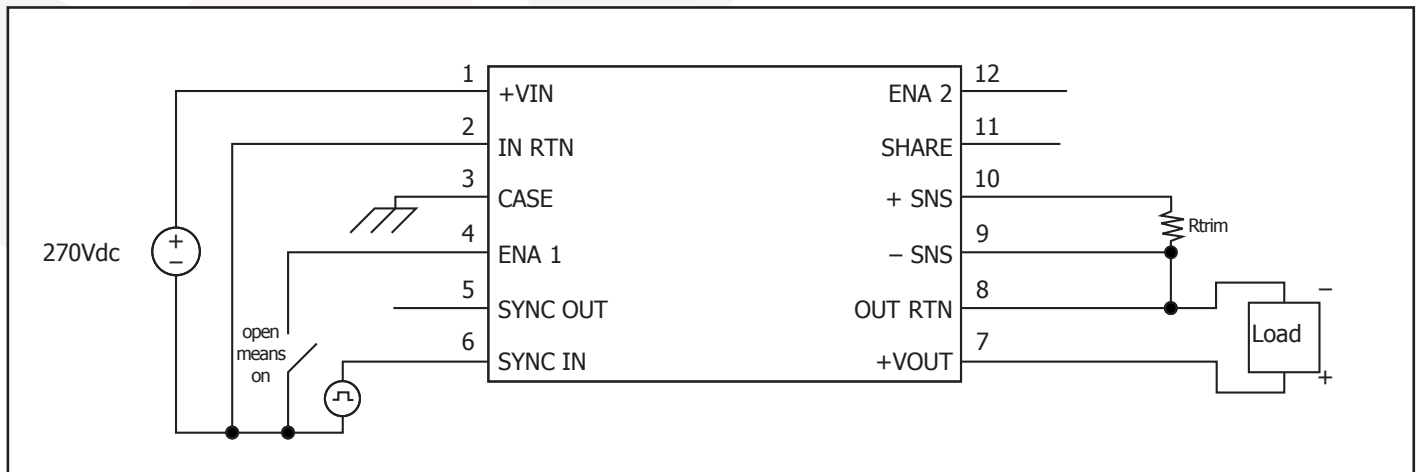 1
+VIN
2
IN RTN
3
CASE
4
ENA 1
5
SYNC OUT
6
SYNC IN
12
ENA 2
11
SHARE
10
+ SNS
9
− SNS
8
OUT RTN
7
+VOUT
270Vdc
+
−
open
means
on
Rtrim
−
Load
+